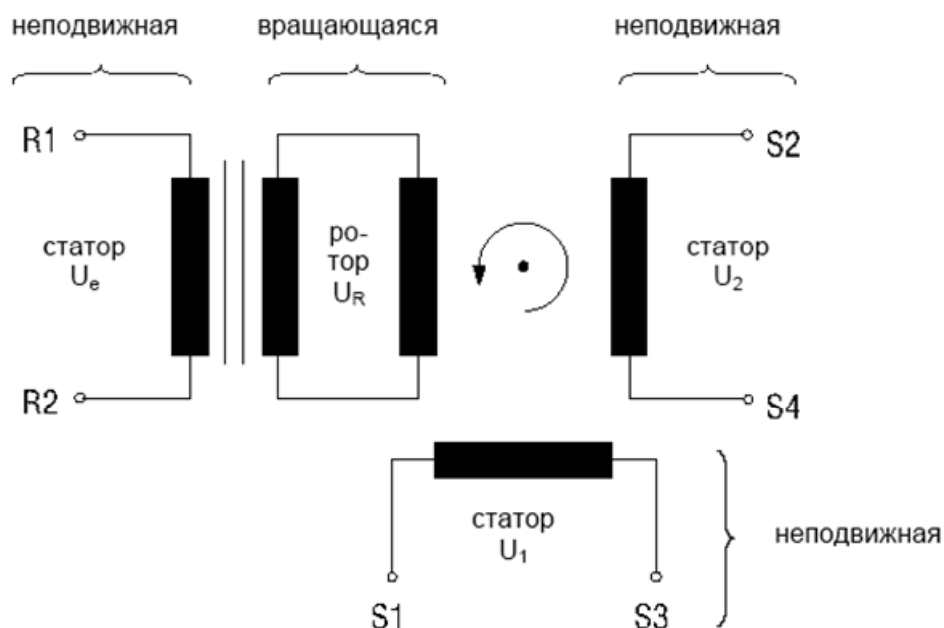 неподвижная
вращающаяся
неподвижная
R1
S2
статор
Ue
ро-
тор
UR
статор
U2
R2
S4
статор
U1
неподвижная
S1
S3